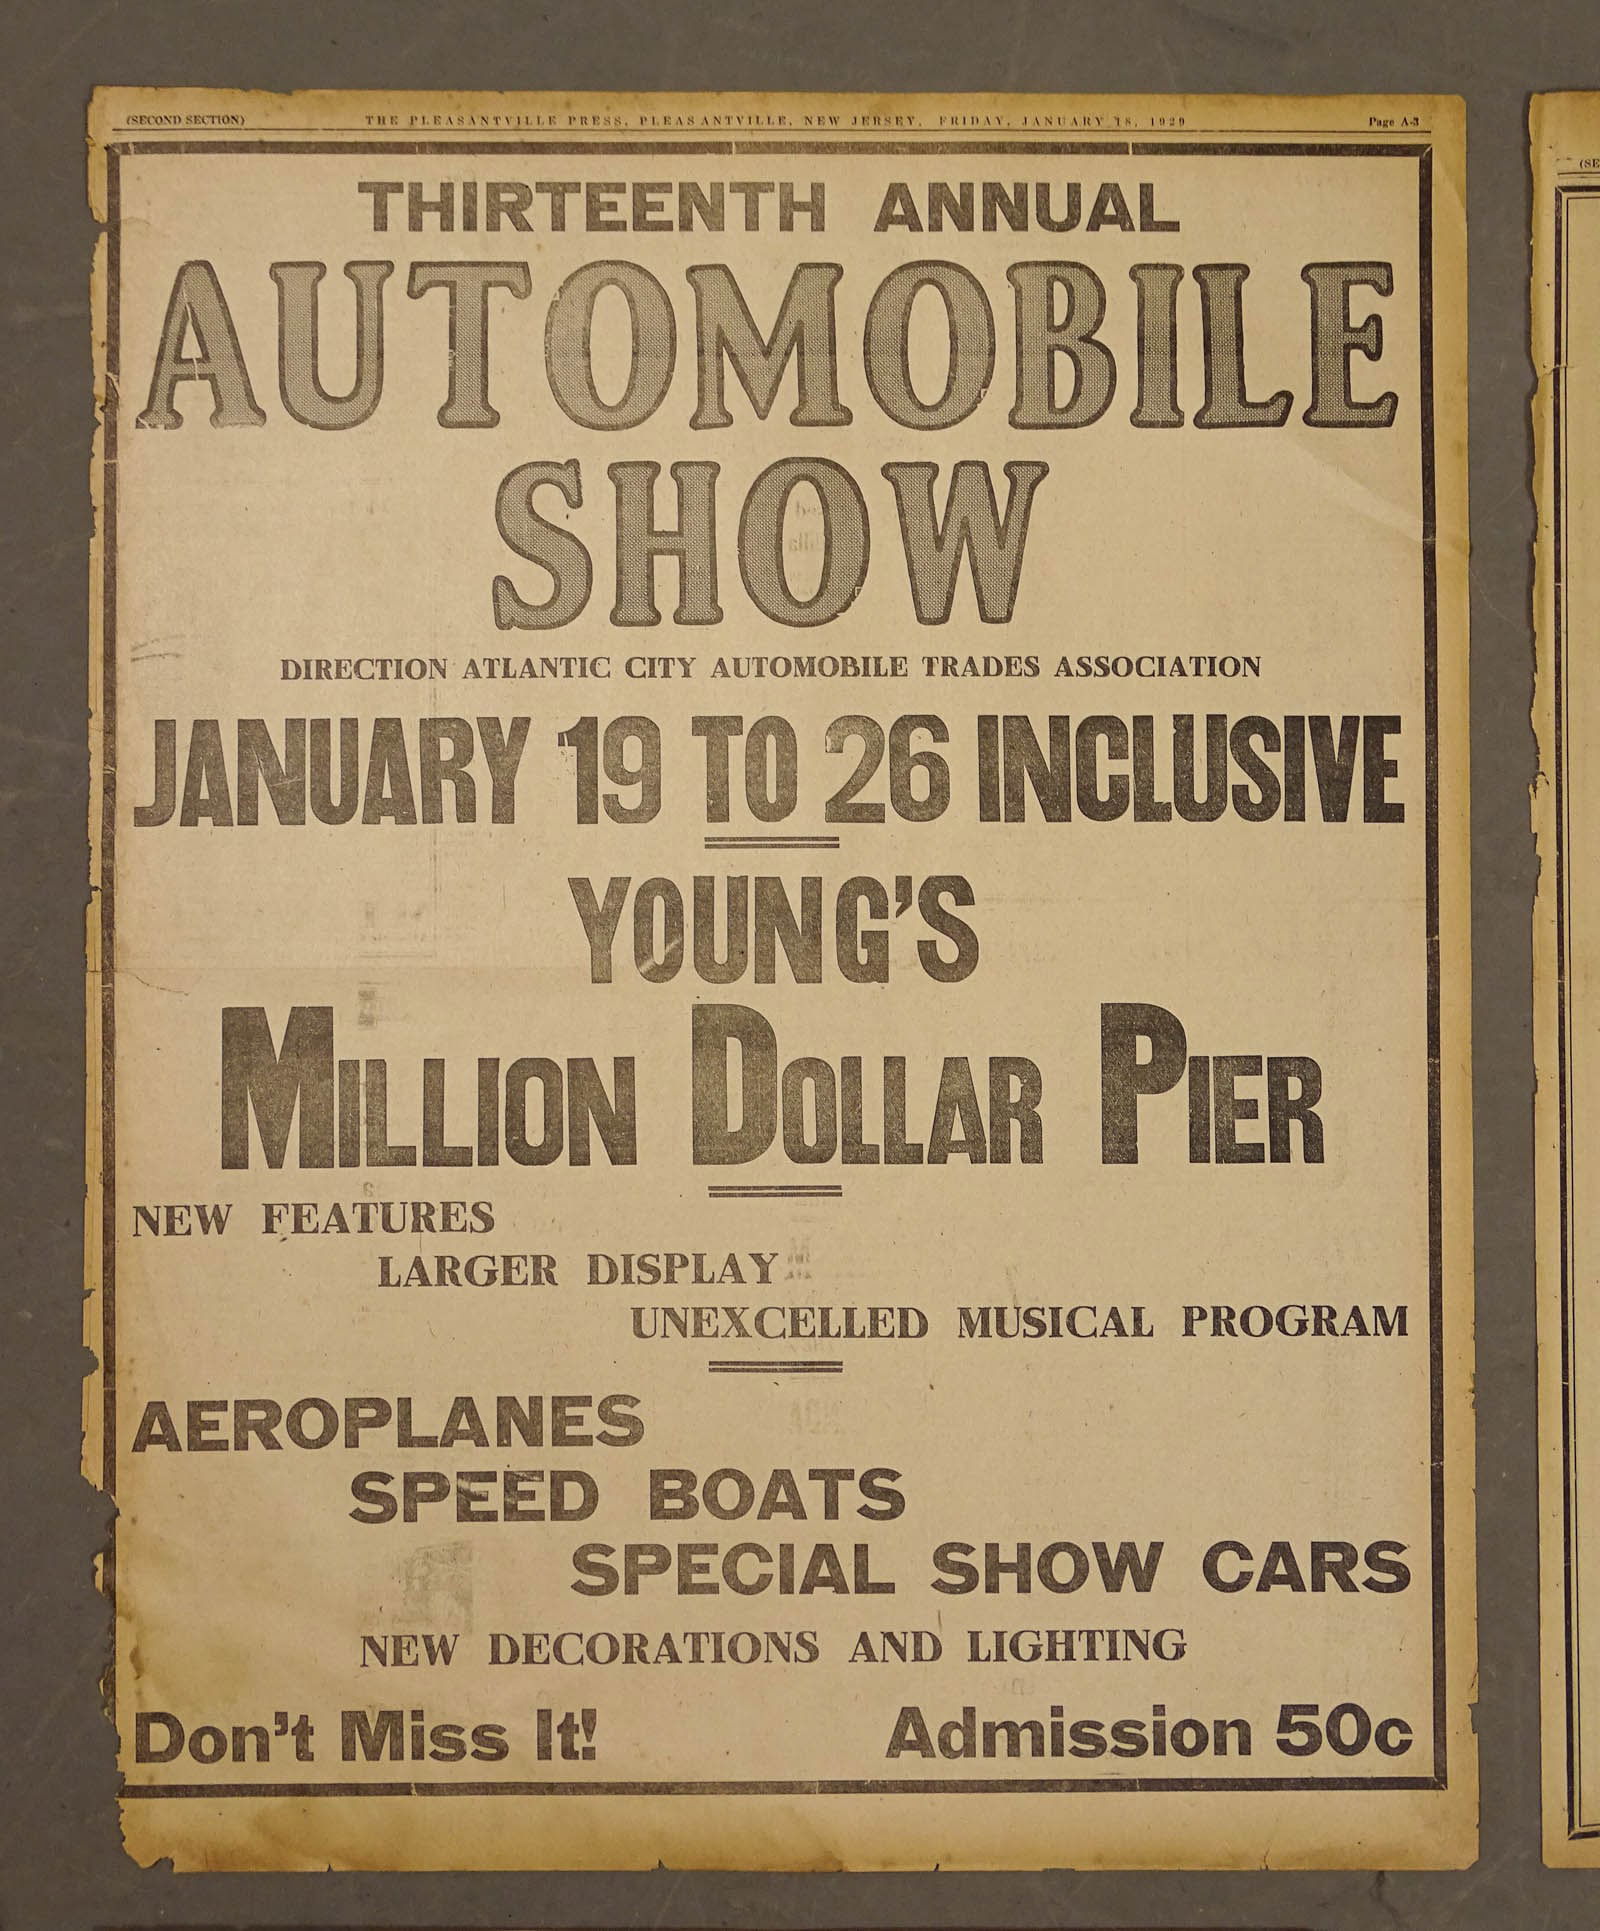 (SECOND SECTION) THE PLEASANTVILLE PRESS, PLEASANTVILLE, NEW JERSEY, FRIDAY, JANUARY 18, 1929 Page A-3
THIRTEENTH ANNUAL
AUTOMOBILE
SHOW
DIRECTION ATLANTIC CITY AUTOMOBILE TRADES ASSOCIATION
JANUARY 19 TO 26 INCLUSIVE
YOUNG'S
MILLION DOLLAR PIER
NEW FEATURES
LARGER DISPLAY
UNEXCELLED MUSICAL PROGRAM
AEROPLANES
SPEED BOATS
SPECIAL SHOW CARS
NEW DECORATIONS AND LIGHTING
Don't Miss It! Admission 50c